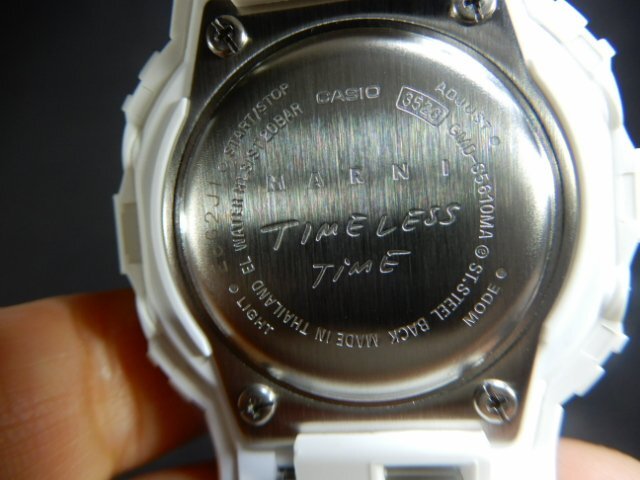 CASIO
3528
ADJUST
GMD-S5610MA ST.STEEL BACK MADE IN THAILAND EL WATER RESIST 20BAR
START/STOP
MODE
LIGHT
MARNI
TIMELESS
TIME